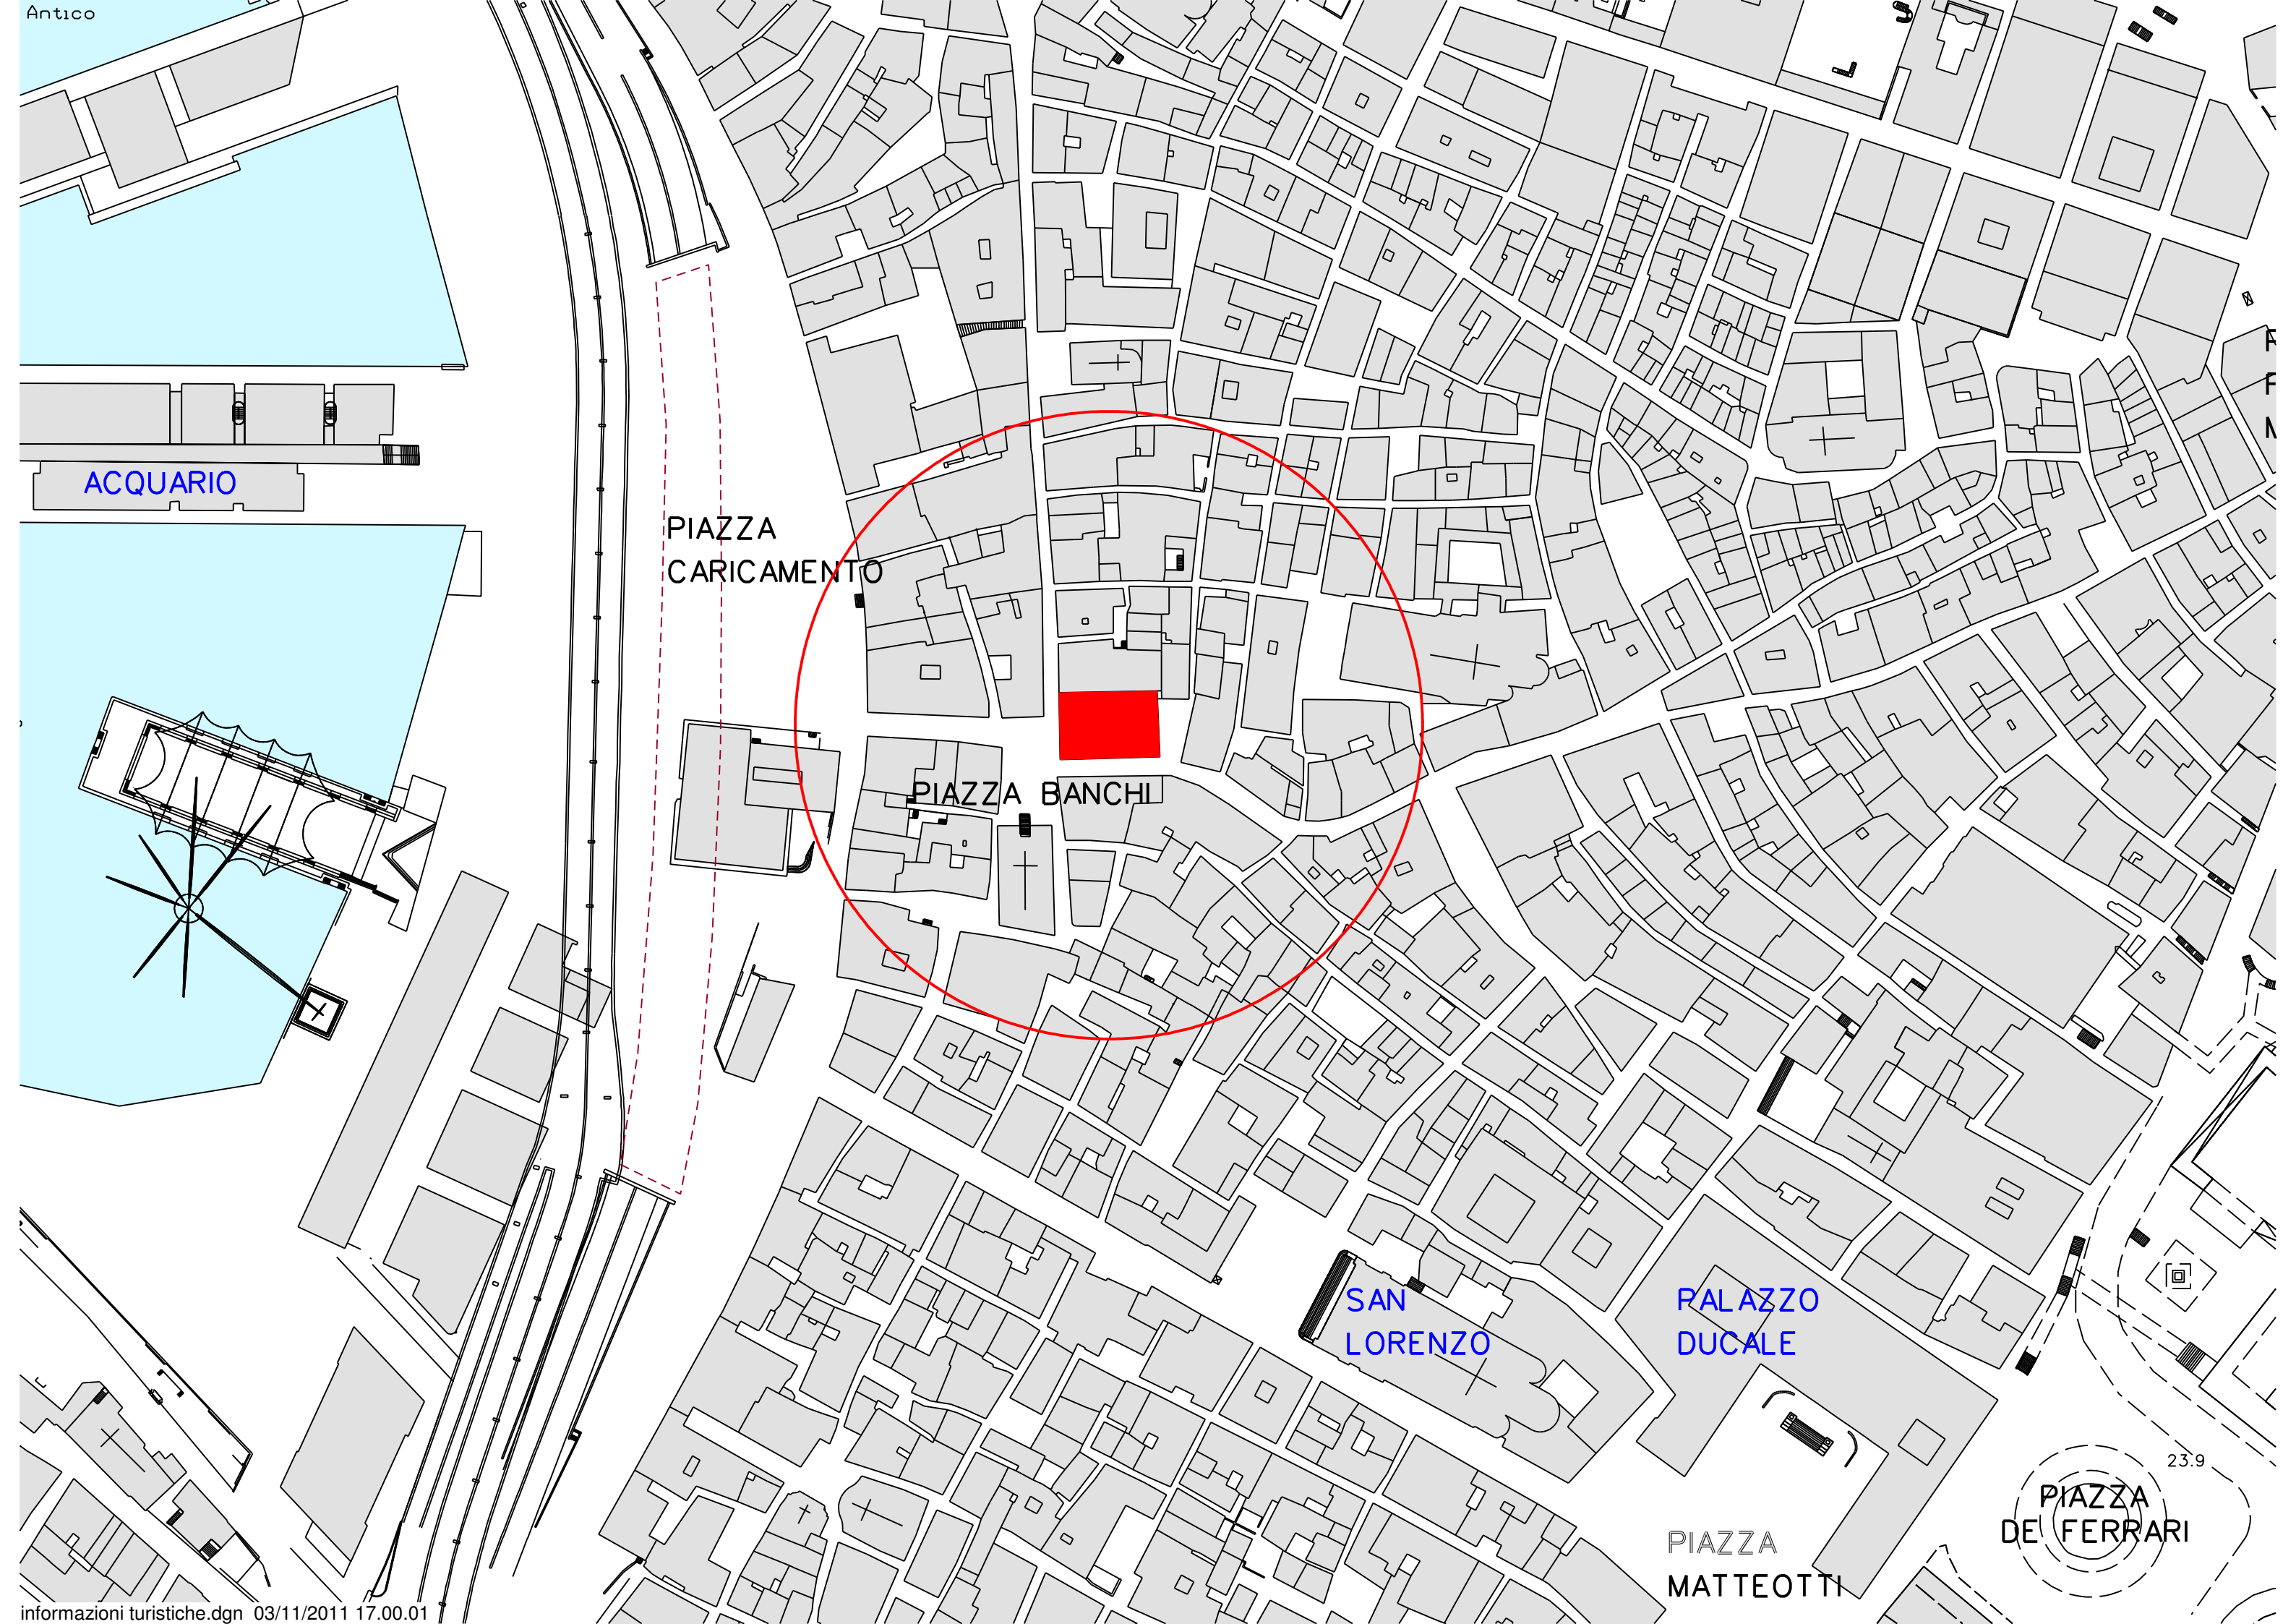 Antico
ACQUARIO
PIAZZA
CARICAMENTO
PIAZZA BANCHI
SAN
LORENZO
PALAZZO
DUCALE
23.9
PIAZZA
DE FERRARI
PIAZZA
MATTEOTTI
informazioni turistiche.dgn 03/11/2011 17.00.01